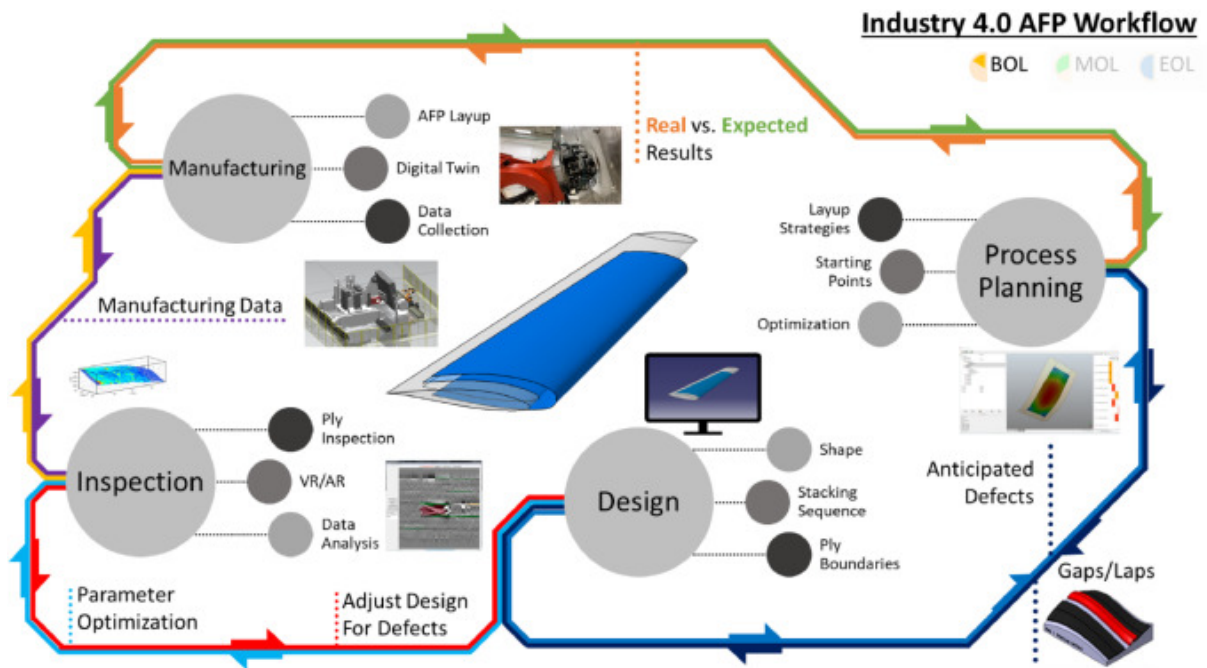 Industry 4.0 AFP Workflow
BOL
MOL
EOL
Manufacturing
AFP Layup
Digital Twin
Data
Collection
Real vs. Expected
Results
Layup
Strategies
Starting
Points
Optimization
Process
Planning
Manufacturing Data
Inspection
Ply
Inspection
VR/AR
Data
Analysis
Design
Shape
Stacking
Sequence
Ply
Boundaries
Anticipated
Defects
Gaps/Laps
Parameter
Optimization
Adjust Design
For Defects